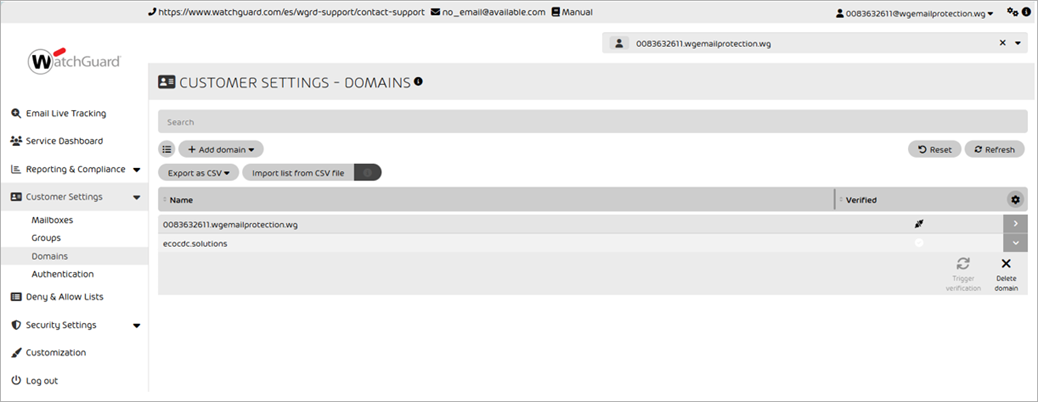 https://www.watchguard.com/es/wgrd-support/contact-support no_email@available.com Manual 0083632611@wgemailprotection.wg
0083632611.wgemailprotection.wg
WatchGuard
CUSTOMER SETTINGS - DOMAINS
Email Live Tracking
Service Dashboard
Reporting & Compliance
Customer Settings
Mailboxes
Groups
Domains
Authentication
Deny & Allow Lists
Security Settings
Customization
Log out
Search
Add domain Reset Refresh
Export as CSV Import list from CSV file
Name Verified
0083632611.wgemailprotection.wg
ecocdc.solutions
Trigger verification
Delete domain